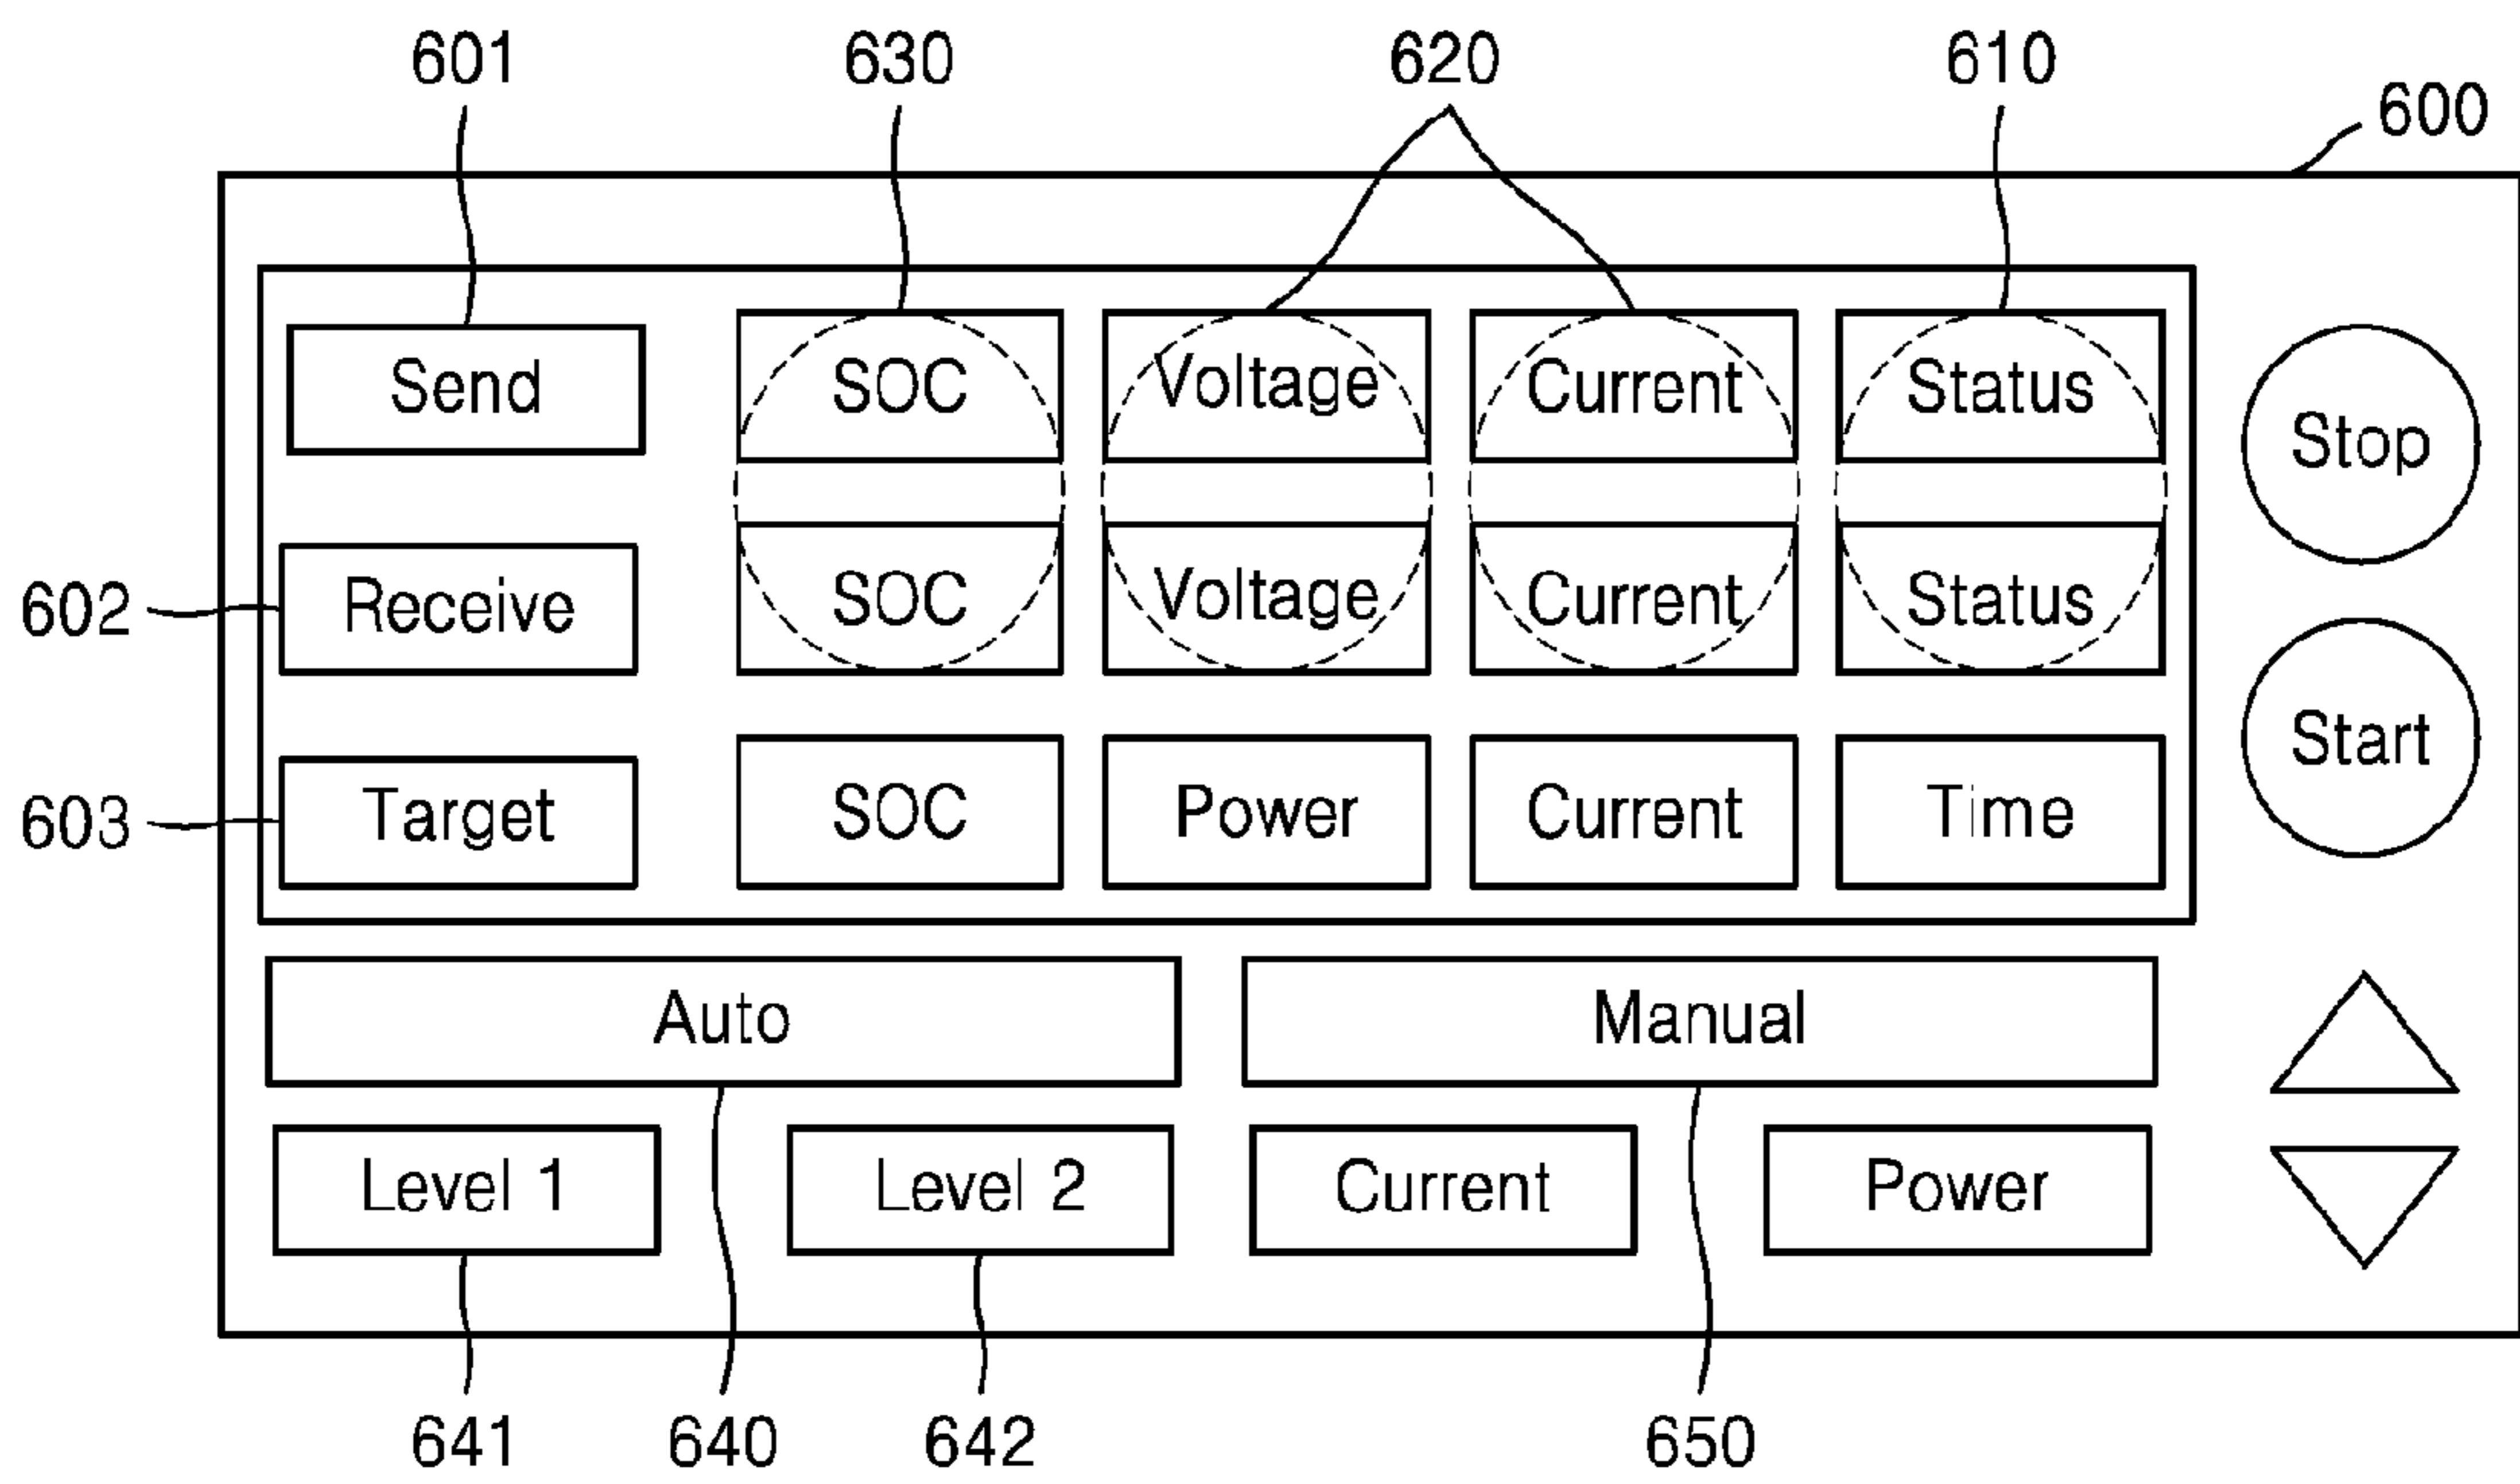 601 630 620 610
600
Send SOC Voltage Current Status
Stop
602 Receive SOC Voltage Current Status
Start
603 Target SOC Power Current Time
Auto Manual
Level 1 Level 2 Current Power
641 640 642 650